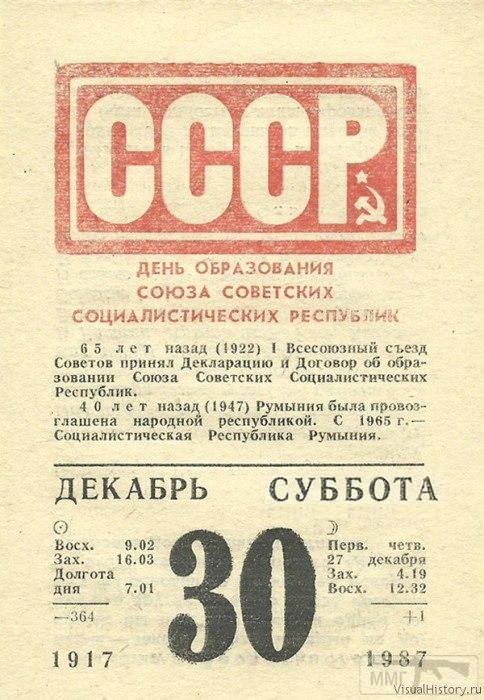 СССР
ДЕНЬ ОБРАЗОВАНИЯ
СОЮЗА СОВЕТСКИХ
СОЦИАЛИСТИЧЕСКИХ РЕСПУБЛИК
65 лет назад (1922) I Всесоюзный съезд
Советов принял Декларацию и Договор об обра-
зовании Союза Советских Социалистических
Республик.
40 лет назад (1947) Румыния была провоз-
глашена народной республикой. С 1965 г.—
Социалистическая Республика Румыния.
ДЕКАБРЬ СУББОТА
Восх. 9.02
Зах. 16.03
Долгота
дня 7.01
—364
1917
30
Перв. четв.
27 декабря
Зах. 4.19
Восх. 12.32
+1
1987
ММГ
VisualHistory.ru